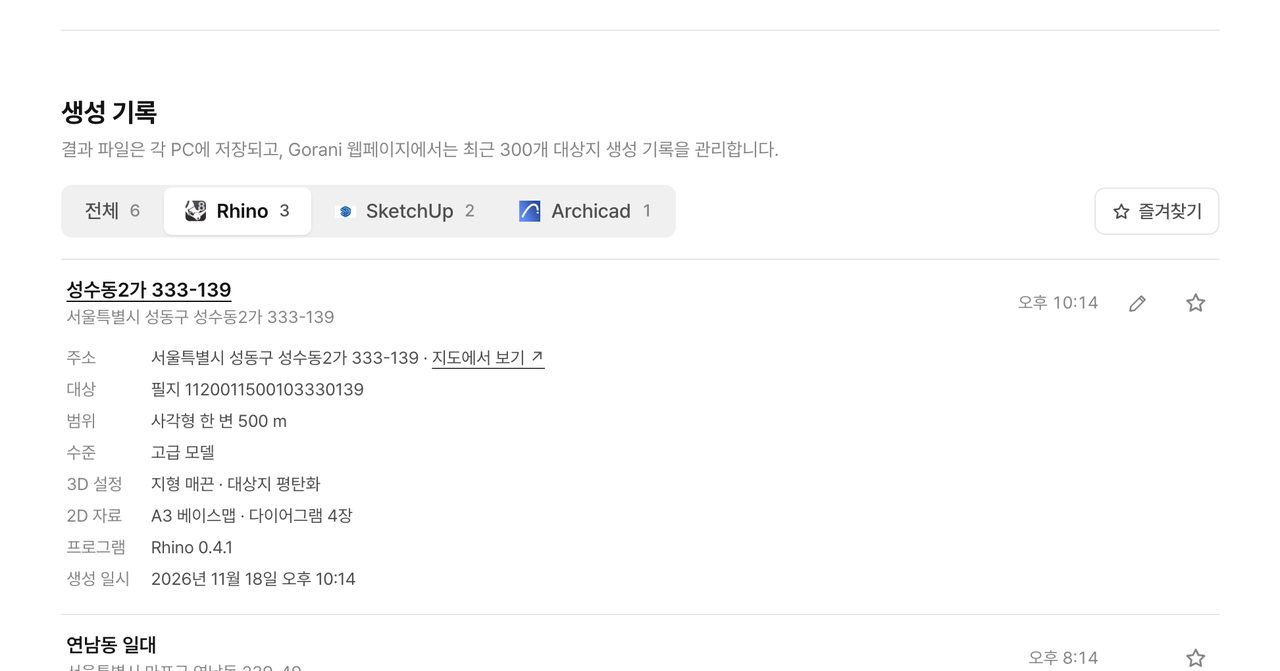 생성 기록
결과 파일은 각 PC에 저장되고, Gorani 웹페이지에서는 최근 300개 대상지 생성 기록을 관리합니다.
전체 6 Rhino 3 SketchUp 2 Archicad 1 즐겨찾기
성수동2가 333-139
서울특별시 성동구 성수동2가 333-139
오후 10:14
주소 서울특별시 성동구 성수동2가 333-139 · 지도에서 보기 ↗
대상 필지 1120011500103330139
범위 사각형 한 변 500 m
수준 고급 모델
3D 설정 지형 매끈 · 대상지 평탄화
2D 자료 A3 베이스맵 · 다이어그램 4장
프로그램 Rhino 0.4.1
생성 일시 2026년 11월 18일 오후 10:14
연남동 일대
오후 8:14